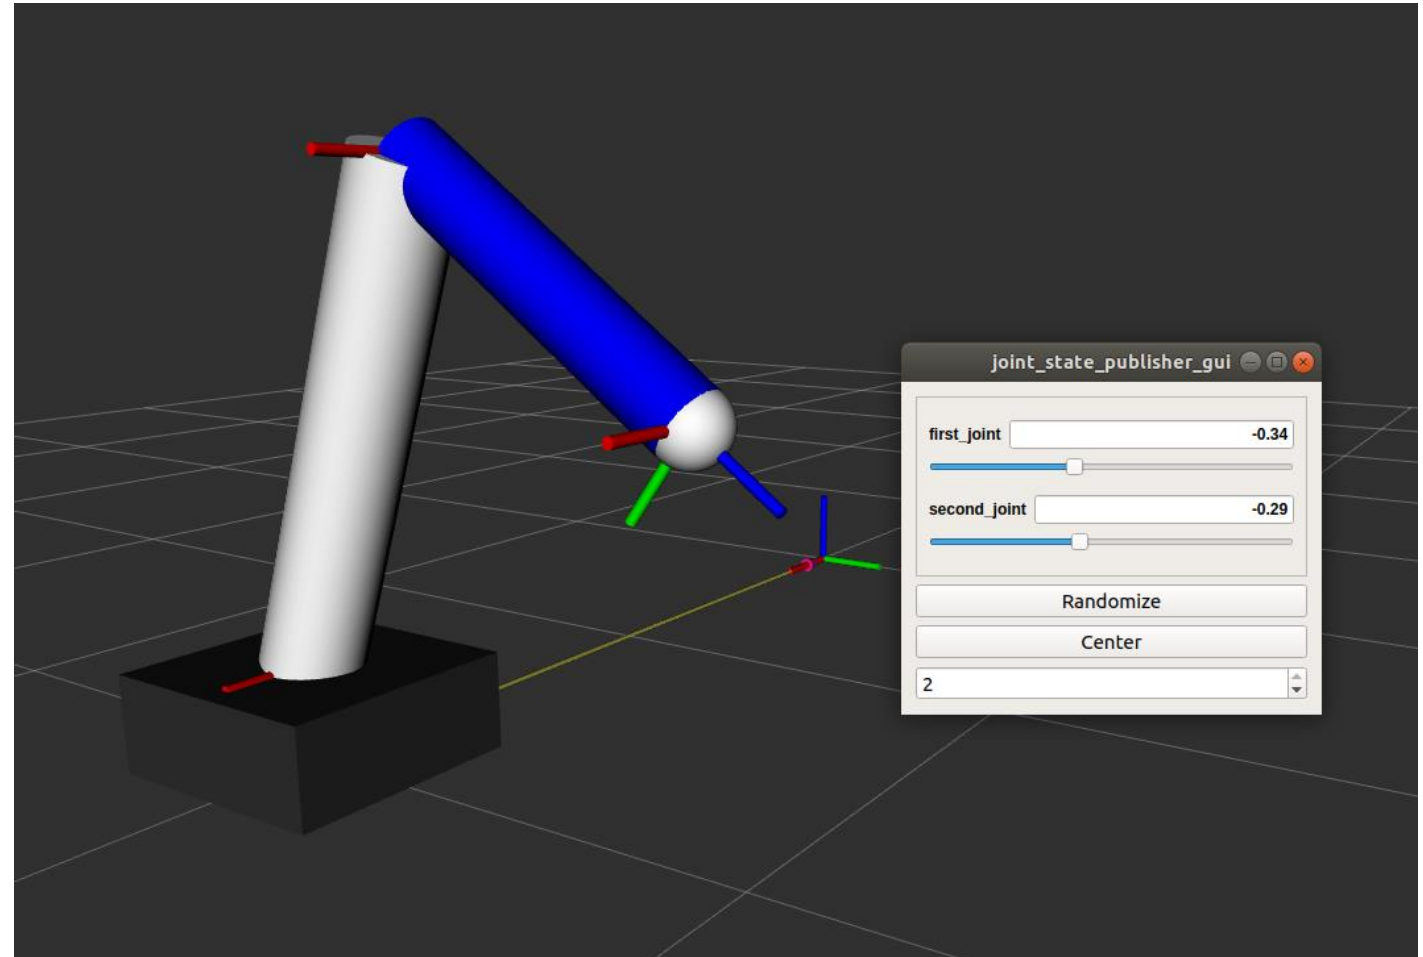 joint_state_publisher_gui
first_joint -0.34
second_joint -0.29
Randomize
Center
2